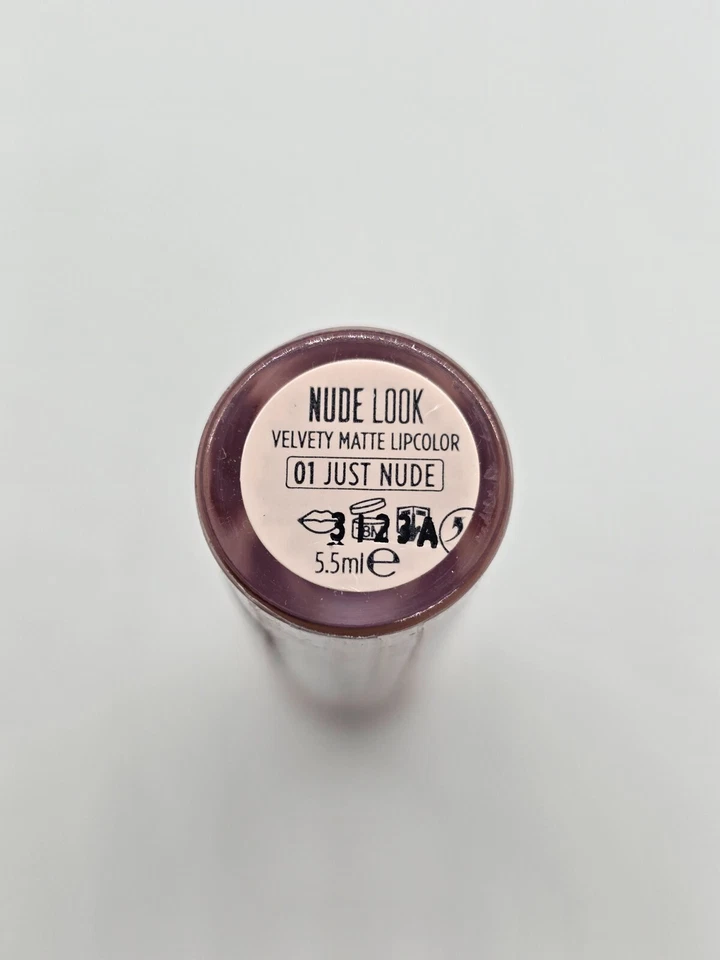 NUDE LOOK
VELVETY MATTE LIPCOLOR
01 JUST NUDE
3123A
5.5ml e